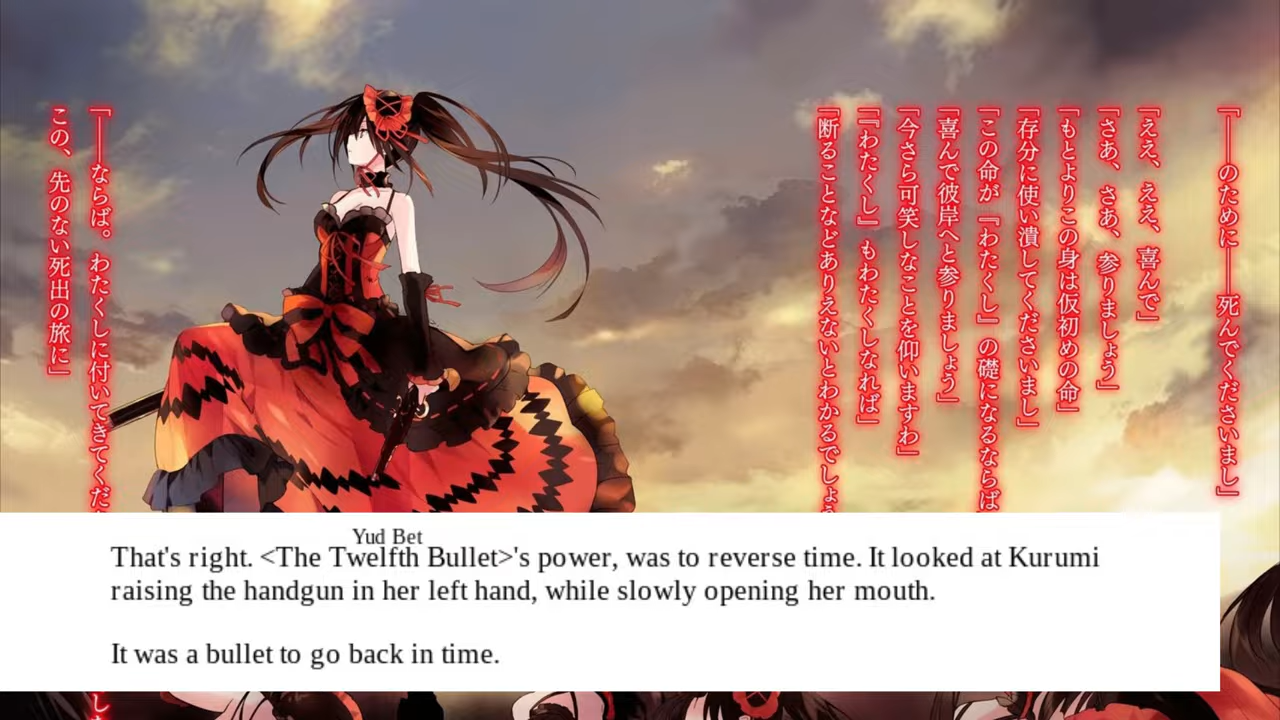 「――のために――死んでくださいまし」
「ええ、ええ、喜んで」
「さあ、さあ、参りましょう」
「もとよりこの身は仮初めの命」
「存分に使い潰してくださいまし」
「この命が『わたくし』の礎になるならば
「喜んで彼岸へと参りましょう」
「今さら可笑しなことを仰いますわ」
「『わたくし』もわたくしなれば」
「断ることなどありえないとわかるでしょう
「――ならば。わたくしに付いてきてくだ
この、先のない死出の旅に」
Yud Bet
That's right. <The Twelfth Bullet>'s power, was to reverse time. It looked at Kurumi
raising the handgun in her left hand, while slowly opening her mouth.
It was a bullet to go back in time.